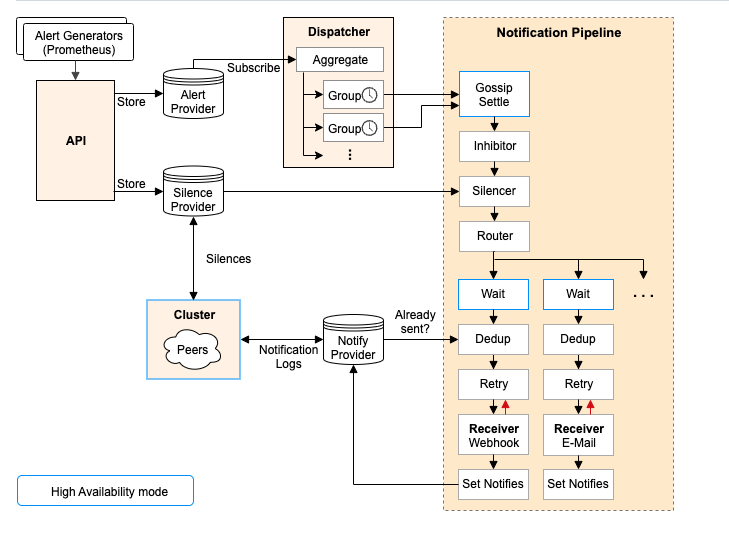 Alert Generators
(Prometheus)
API
Store
Alert
Provider
Subscribe
Dispatcher
Aggregate
Group
Group
⋮
Store
Silence
Provider
Silences
Cluster
Peers
Notification
Logs
Notify
Provider
Already
sent?
Notification Pipeline
Gossip
Settle
Inhibitor
Silencer
Router
Wait
Dedup
Retry
Receiver
Webhook
Set Notifies
Wait
Dedup
Retry
Receiver
E-Mail
Set Notifies
...
High Availability mode